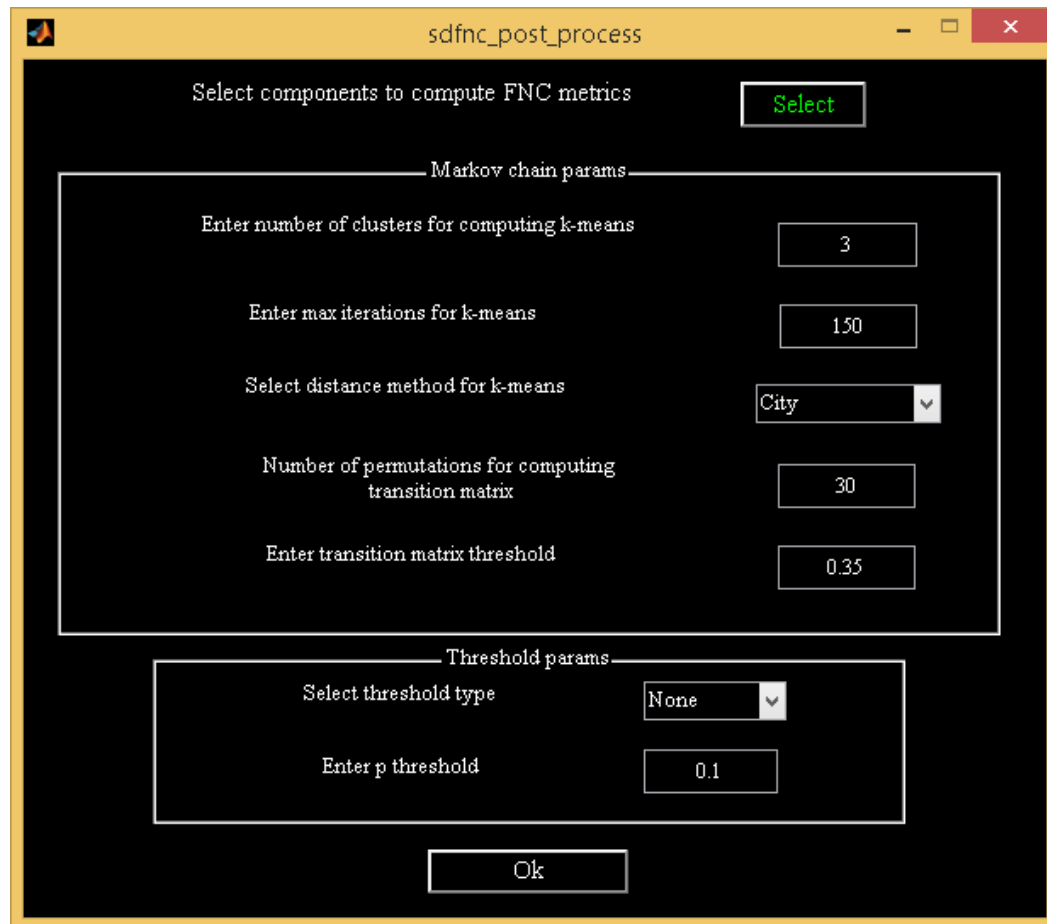 sdfnc_post_process
Select components to compute FNC metrics
Select
Markov chain params
Enter number of clusters for computing k-means
3
Enter max iterations for k-means
150
Select distance method for k-means
City
Number of permutations for computing
transition matrix
30
Enter transition matrix threshold
0.35
Threshold params
Select threshold type
None
Enter p threshold
0.1
Ok